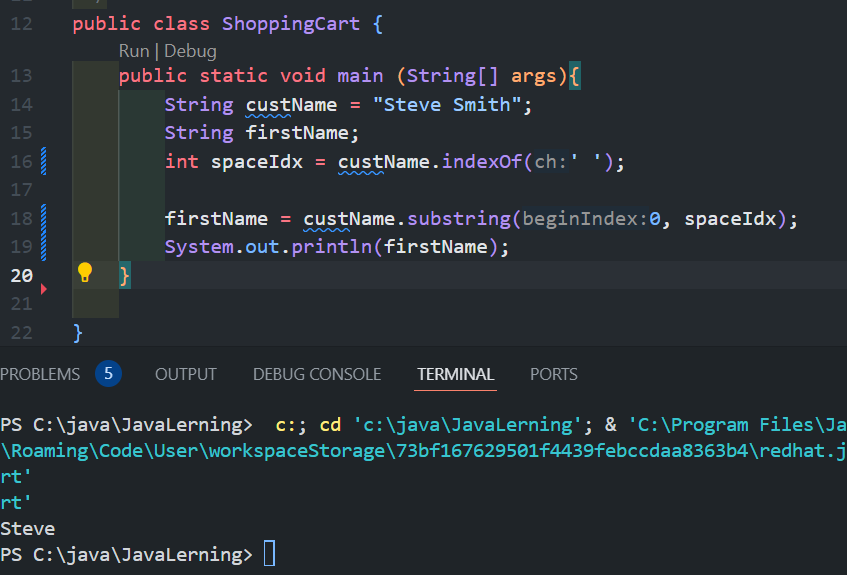 12 public class ShoppingCart {
Run | Debug
13 public static void main (String[] args){
14 String custName = "Steve Smith";
15 String firstName;
16 int spaceIdx = custName.indexOf(ch:' ');
17
18 firstName = custName.substring(beginIndex:0, spaceIdx);
19 System.out.println(firstName);
20 }
21
22 }
PROBLEMS 5 OUTPUT DEBUG CONSOLE TERMINAL PORTS
PS C:\java\JavaLerning> c:; cd 'c:\java\JavaLerning'; & 'C:\Program Files\Ja
\Roaming\Code\User\workspaceStorage\73bf167629501f4439febccdaa8363b4\redhat.j
rt'
rt'
Steve
PS C:\java\JavaLerning>